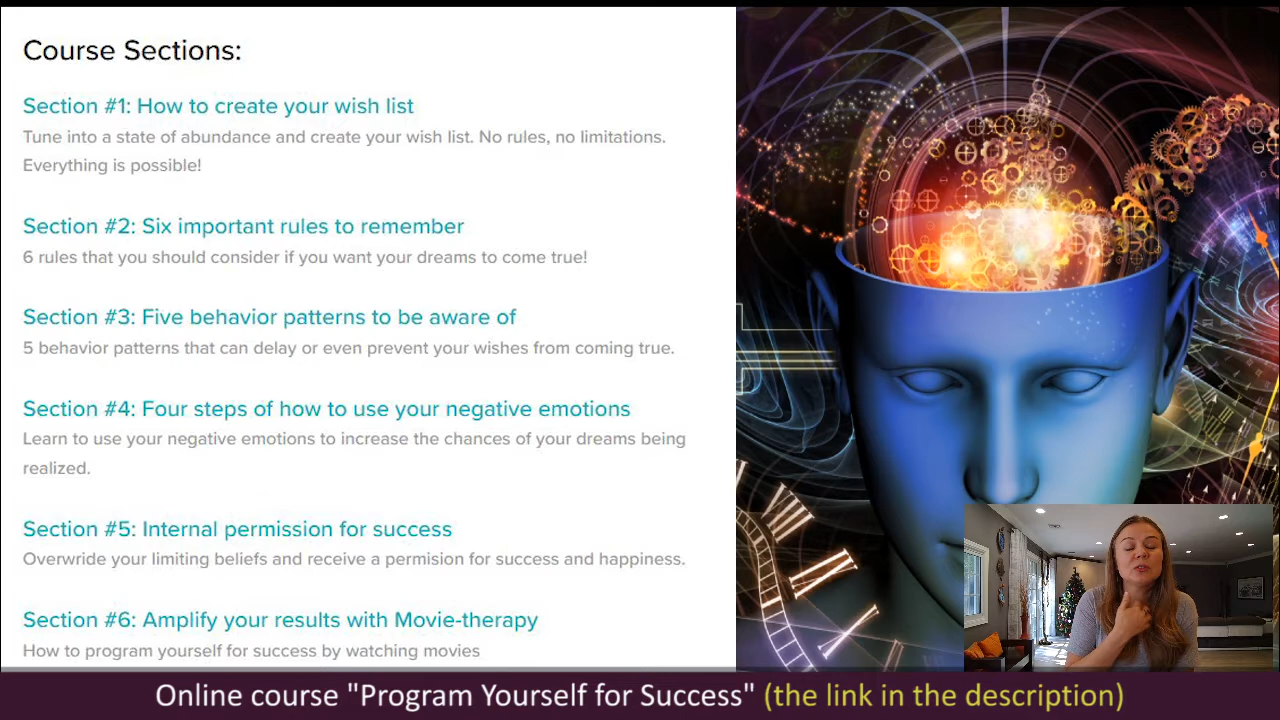 Course Sections:
Section #1: How to create your wish list
Tune into a state of abundance and create your wish list. No rules, no limitations.
Everything is possible!
Section #2: Six important rules to remember
6 rules that you should consider if you want your dreams to come true!
Section #3: Five behavior patterns to be aware of
5 behavior patterns that can delay or even prevent your wishes from coming true.
Section #4: Four steps of how to use your negative emotions
Learn to use your negative emotions to increase the chances of your dreams being
realized.
Section #5: Internal permission for success
Overwride your limiting beliefs and receive a permision for success and happiness.
Section #6: Amplify your results with Movie-therapy
How to program yourself for success by watching movies
Online course "Program Yourself for Success" (the link in the description)